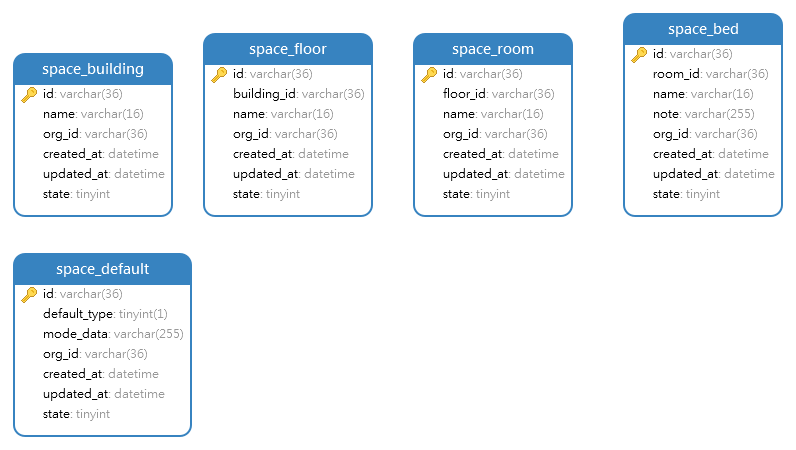 space_building
id: varchar(36)
name: varchar(16)
org_id: varchar(36)
created_at: datetime
updated_at: datetime
state: tinyint
space_floor
id: varchar(36)
building_id: varchar(36)
name: varchar(16)
org_id: varchar(36)
created_at: datetime
updated_at: datetime
state: tinyint
space_room
id: varchar(36)
floor_id: varchar(36)
name: varchar(16)
org_id: varchar(36)
created_at: datetime
updated_at: datetime
state: tinyint
space_bed
id: varchar(36)
room_id: varchar(36)
name: varchar(16)
note: varchar(255)
org_id: varchar(36)
created_at: datetime
updated_at: datetime
state: tinyint
space_default
id: varchar(36)
default_type: tinyint(1)
mode_data: varchar(255)
org_id: varchar(36)
created_at: datetime
updated_at: datetime
state: tinyint